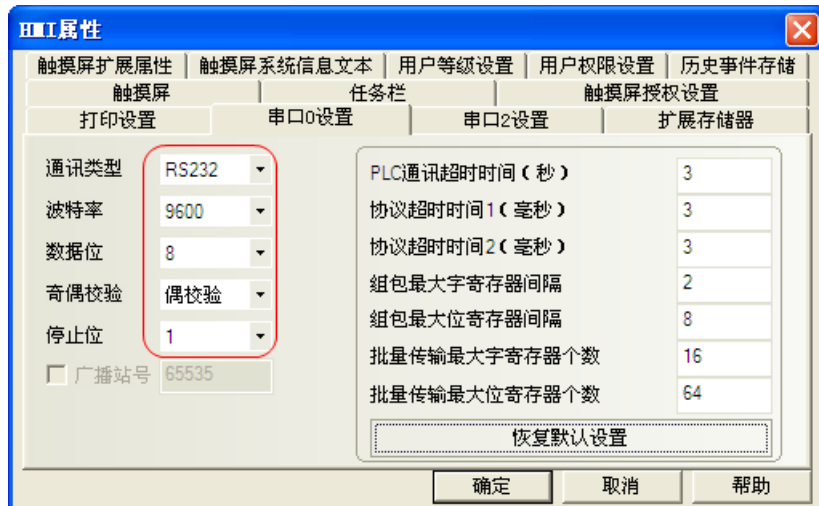 HMI属性
触摸屏扩展属性 触摸屏系统信息文本 用户等级设置 用户权限设置 历史事件存储
触摸屏 任务栏 触摸屏授权设置
打印设置 串口0设置 串口2设置 扩展存储器
通讯类型 RS232
波特率 9600
数据位 8
奇偶校验 偶校验
停止位 1
广播站号 65535
PLC通讯超时时间(秒) 3
协议超时时间1(毫秒) 3
协议超时时间2(毫秒) 3
组包最大字寄存器间隔 2
组包最大位寄存器间隔 8
批量传输最大字寄存器个数 16
批量传输最大位寄存器个数 64
恢复默认设置
确定 取消 帮助